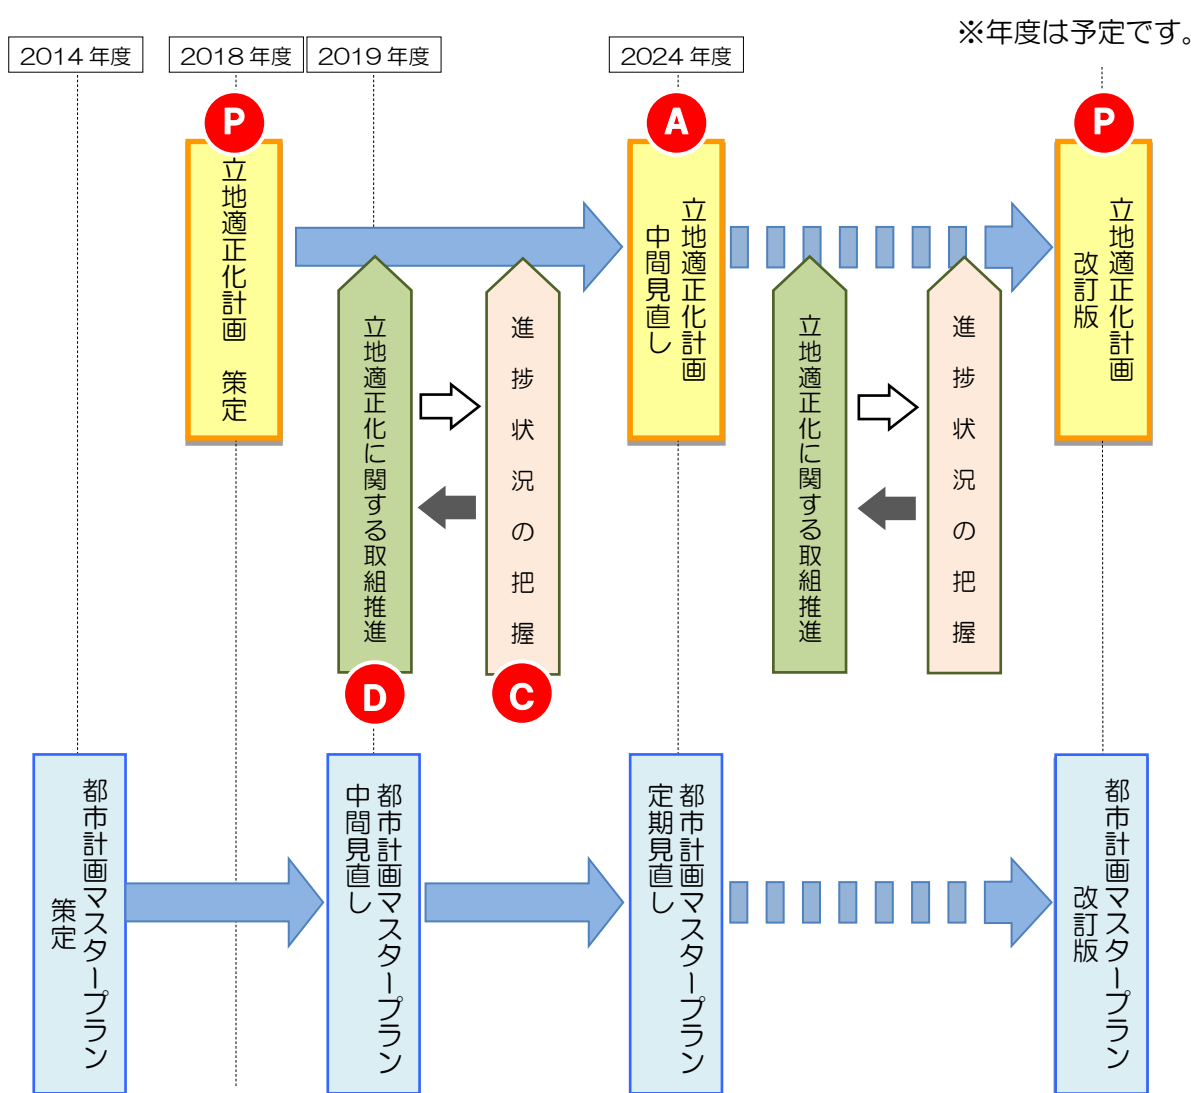 ※年度は予定です。
2014年度
2018年度
2019年度
2024年度
P
A
P
立地適正化計画 策定
立地適正化計画
中間見直し
立地適正化計画
改訂版
立地適正化に関する取組推進
進捗状況の把握
立地適正化に関する取組推進
進捗状況の把握
D
C
都市計画マスタープラン
策定
都市計画マスタープラン
中間見直し
都市計画マスタープラン
定期見直し
都市計画マスタープラン
改訂版